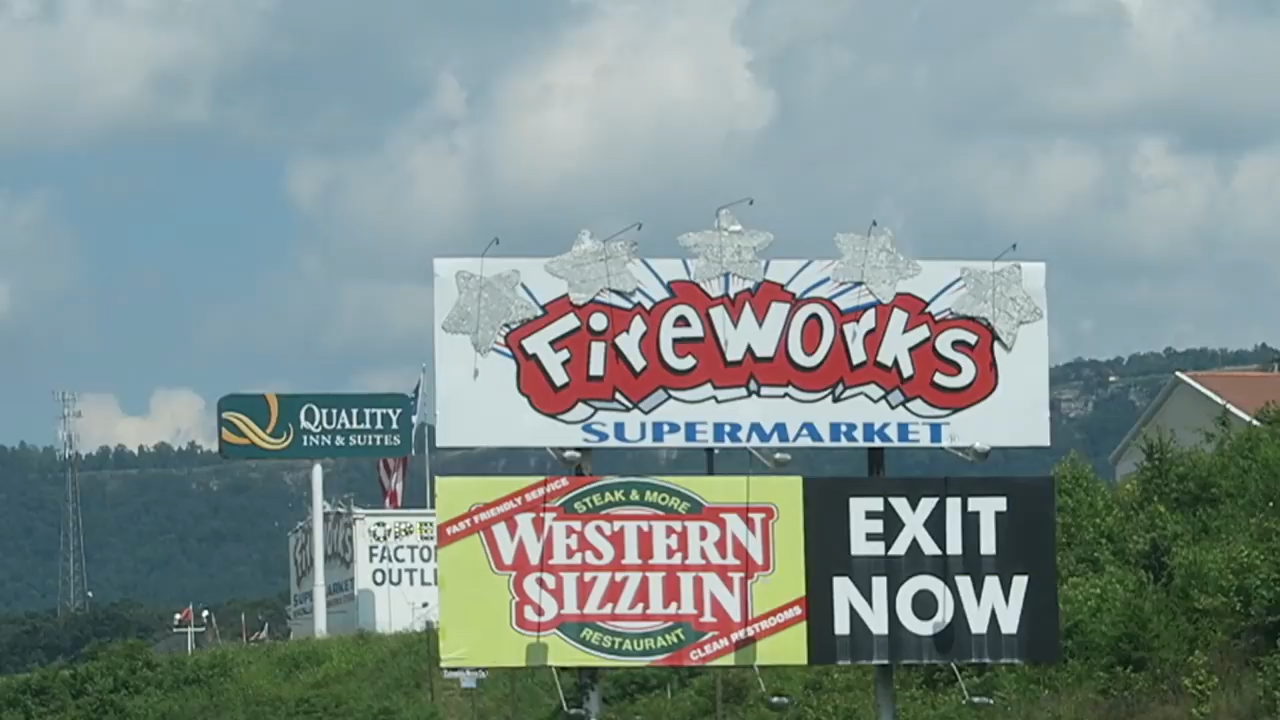 Fireworks
SUPERMARKET
QUALITY
INN & SUITES
FAST FRIENDLY SERVICE
STEAK & MORE
WESTERN
SIZZLIN
RESTAURANT
CLEAN RESTROOMS
EXIT
NOW
FACTO
OUTL